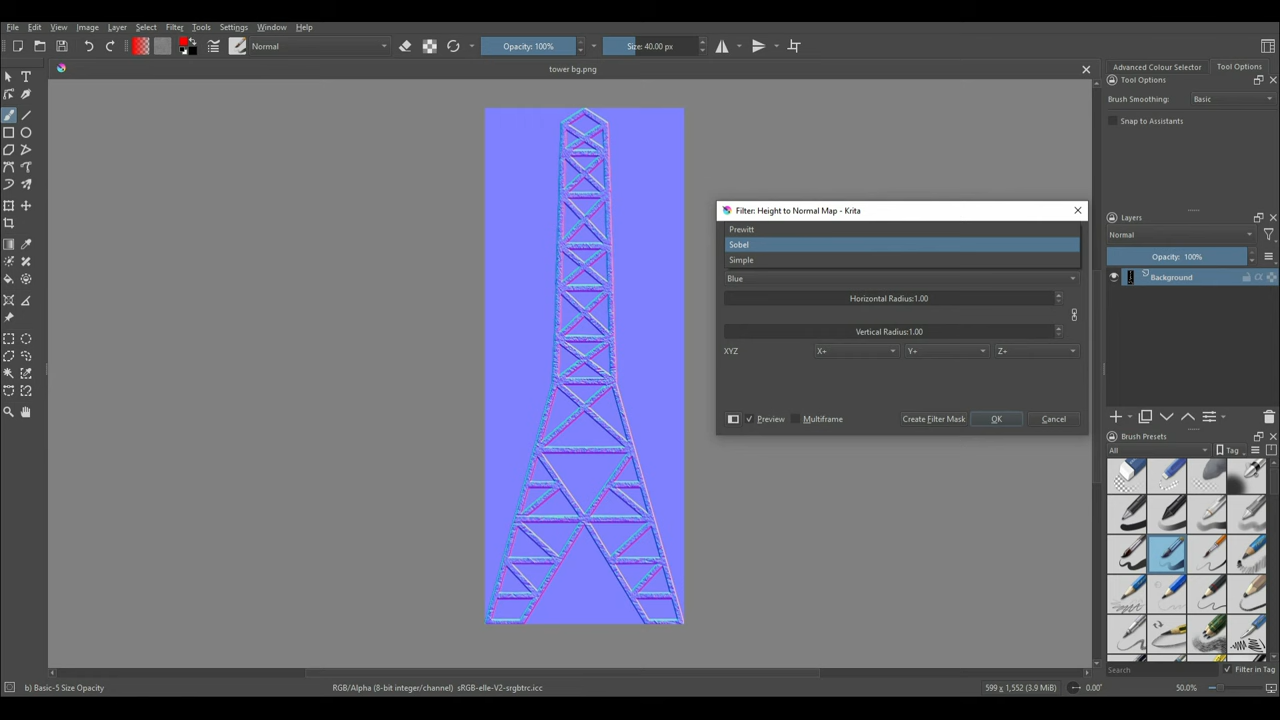 File Edit View Image Layer Select Filter Tools Settings Window Help
Normal
Opacity: 100%
Size: 40.00 px
tower bg.png
Advanced Colour Selector
Tool Options
Tool Options
Brush Smoothing:
Basic
Snap to Assistants
Filter: Height to Normal Map - Krita
Prewitt
Sobel
Simple
Blue
Horizontal Radius:1.00
Vertical Radius:1.00
XYZ
X+
Y+
Z+
Preview
Multiframe
Create Filter Mask
OK
Cancel
Layers
Normal
Opacity: 100%
Background
Brush Presets
All
Tag
Search
Filter in Tag
b) Basic-5 Size Opacity
RGB/Alpha (8-bit integer/channel) sRGB-elle-V2-srgbtrc.icc
599 x 1,552 (3.9 MiB)
0.00°
50.0%